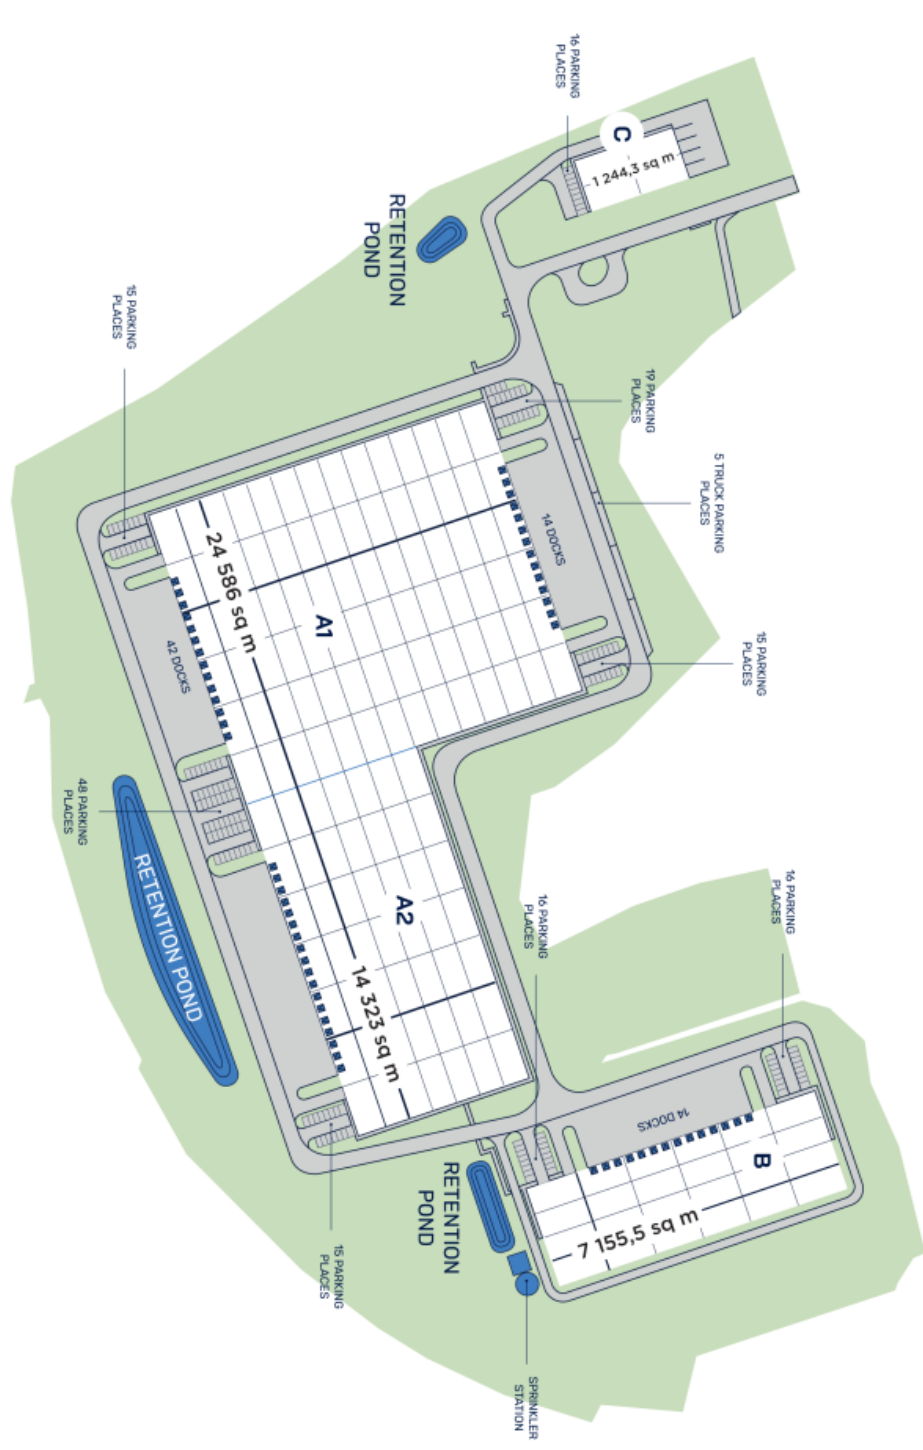 16 PARKING
PLACES
C
1 244,3 sq m
RETENTION
POND
15 PARKING
PLACES
19 PARKING
PLACES
5 TRUCK PARKING
PLACES
14 DOCKS
24 586 sq m
A1
15 PARKING
PLACES
42 DOCKS
48 PARKING
PLACES
RETENTION POND
A2
14 323 sq m
16 PARKING
PLACES
16 PARKING
PLACES
14 DOCKS
B
7 155,5 sq m
RETENTION
POND
15 PARKING
PLACES
SPRINKLER
STATION